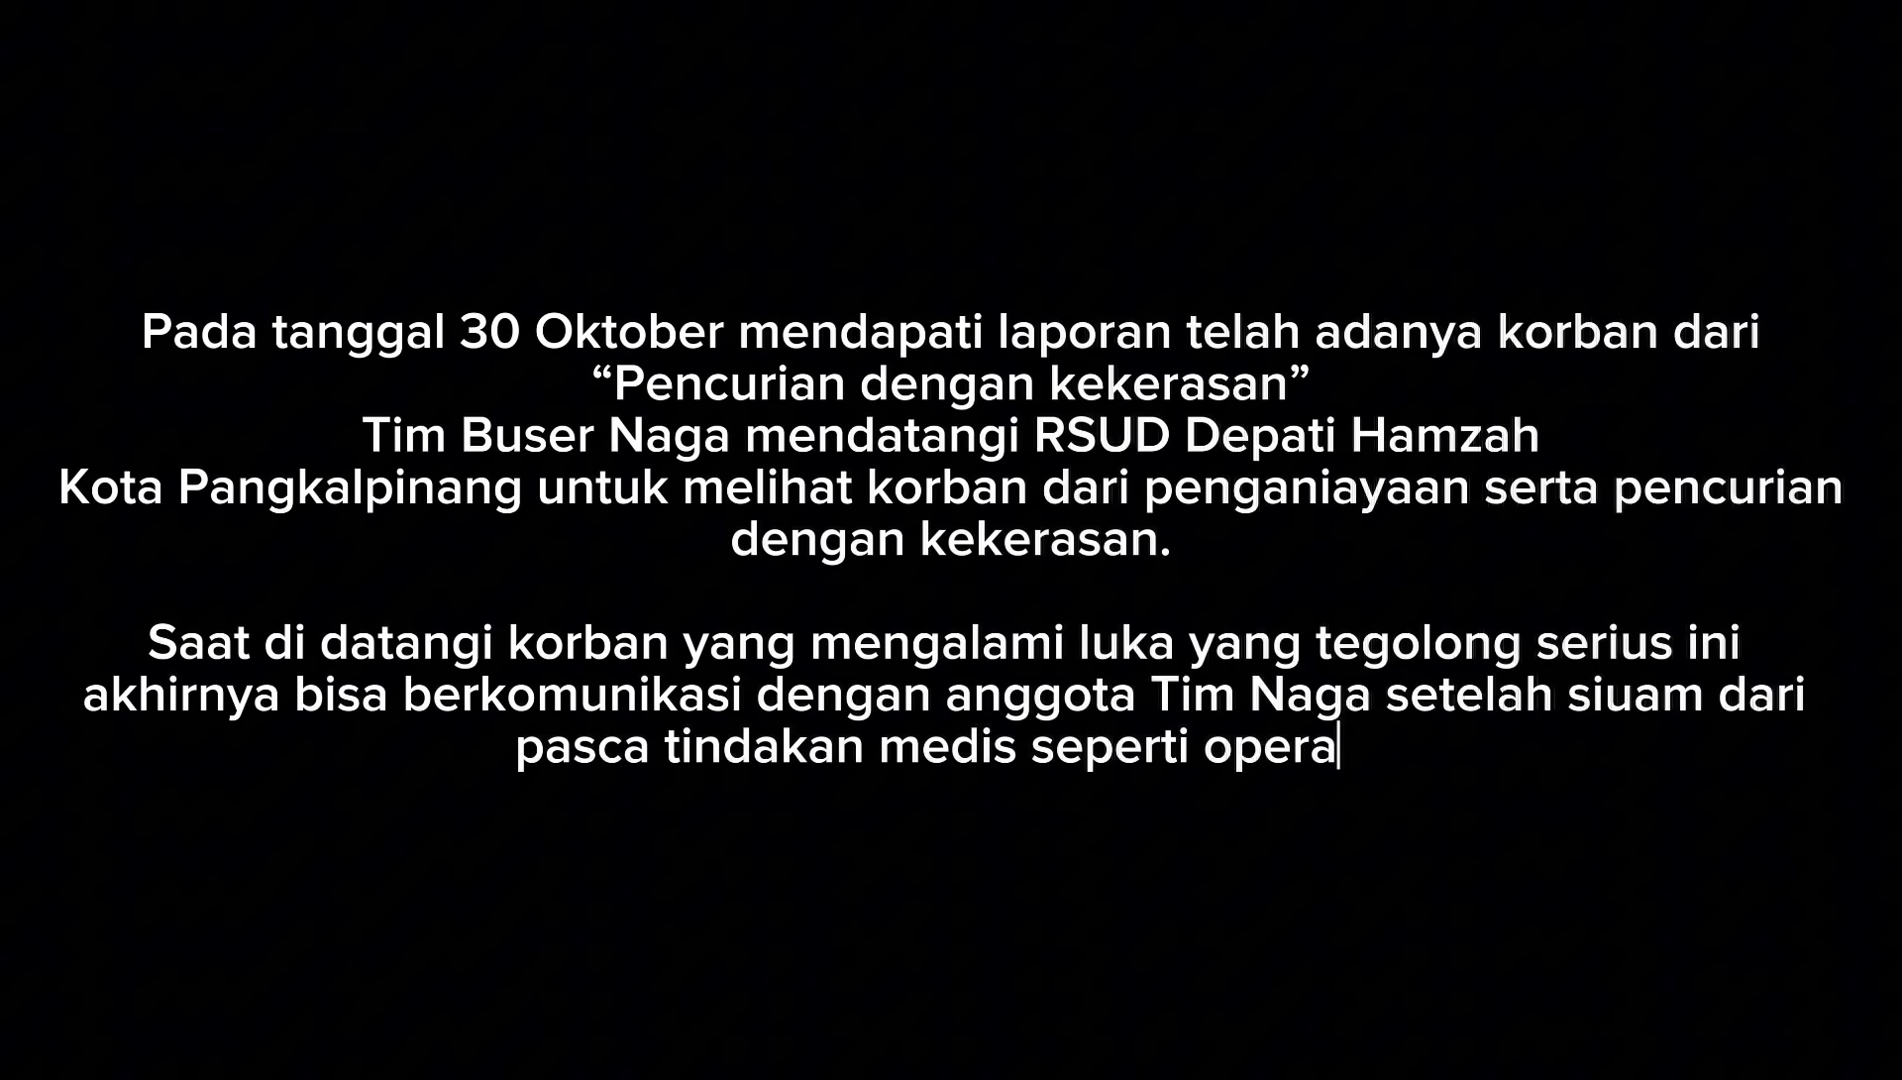 Pada tanggal 30 Oktober mendapati laporan telah adanya korban dari
“Pencurian dengan kekerasan”
Tim Buser Naga mendatangi RSUD Depati Hamzah
Kota Pangkalpinang untuk melihat korban dari penganiayaan serta pencurian
dengan kekerasan.
Saat di datangi korban yang mengalami luka yang tegolong serius ini
akhirnya bisa berkomunikasi dengan anggota Tim Naga setelah siuam dari
pasca tindakan medis seperti opera